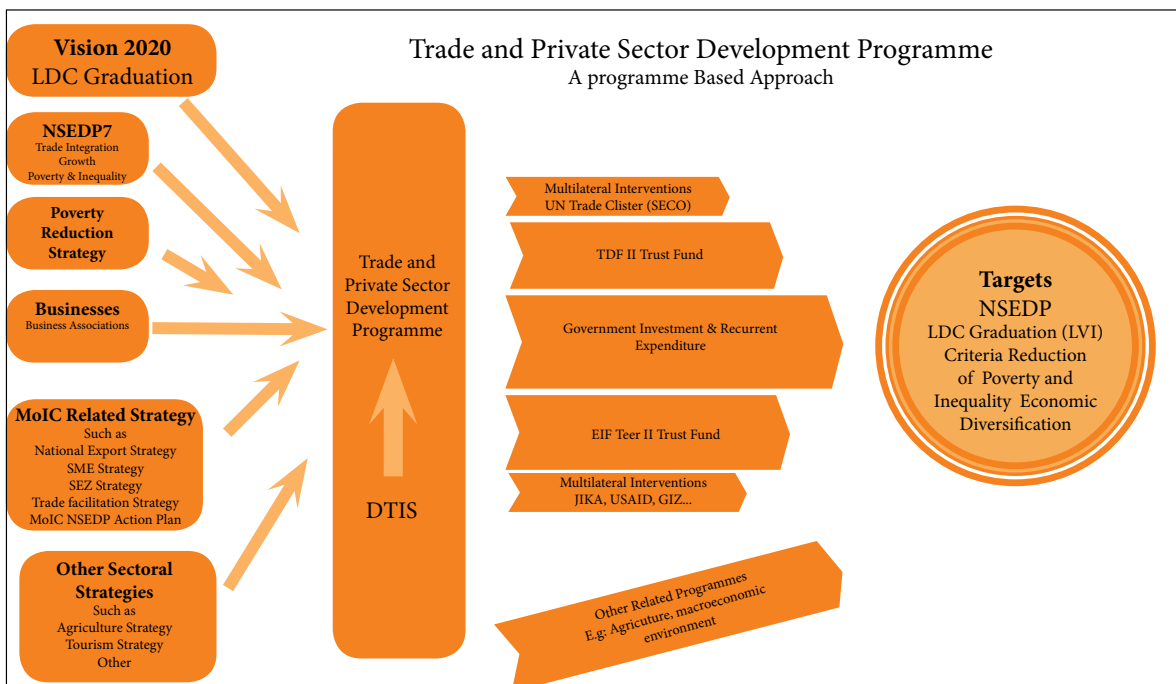 Trade and Private Sector Development Programme
A programme Based Approach
Vision 2020
LDC Graduation
NSEDP7
Trade Integration
Growth
Poverty & Inequality
Poverty
Reduction
Strategy
Businesses
Business Associations
MoIC Related Strategy
Such as
National Export Strategy
SME Strategy
SEZ Strategy
Trade facilitation Strategy
MoIC NSEDP Action Plan
Other Sectoral
Strategies
Such as
Agriculture Strategy
Tourism Strategy
Other
Trade and
Private Sector
Development
Programme
DTIS
Multilateral Interventions
UN Trade Clister (SECO)
TDF II Trust Fund
Government Investment & Recurrent
Expenditure
EIF Teer II Trust Fund
Multilateral Interventions
JIKA, USAID, GIZ...
Other Related Programmes
E.g: Agricuture, macroeconomic
environment
Targets
NSEDP
LDC Graduation (LVI)
Criteria Reduction
of Poverty and
Inequality Economic
Diversification